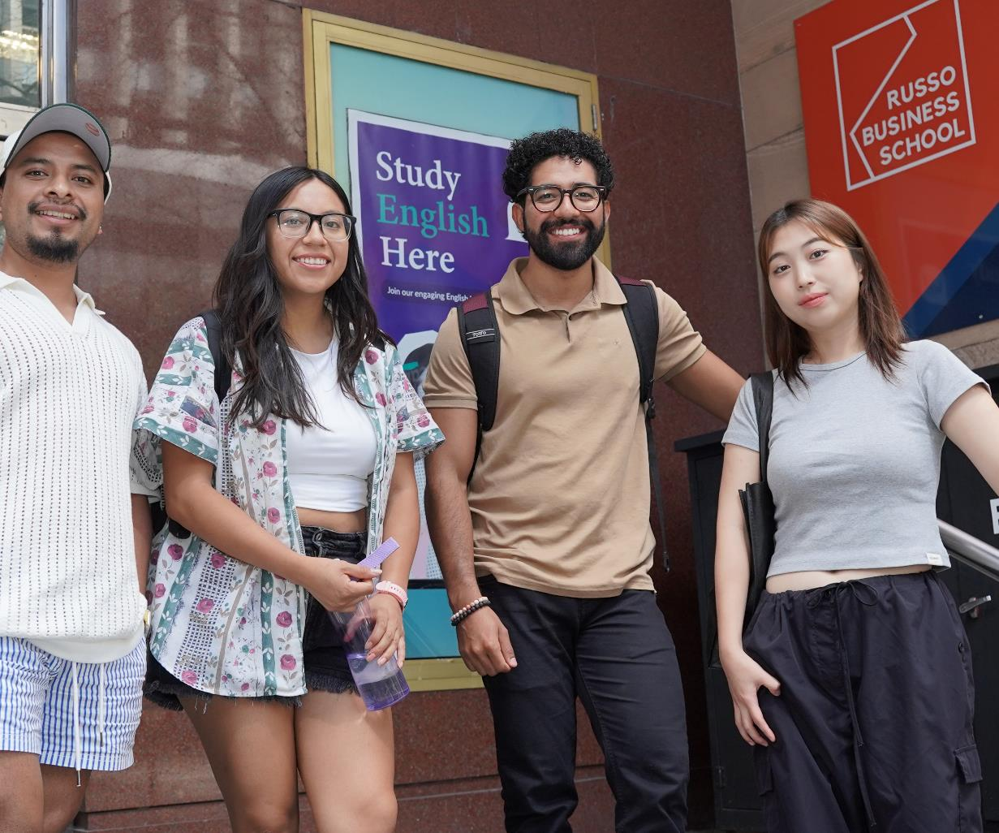 Study
English
Here
Join our engaging English
RUSSO
BUSINESS
SCHOOL